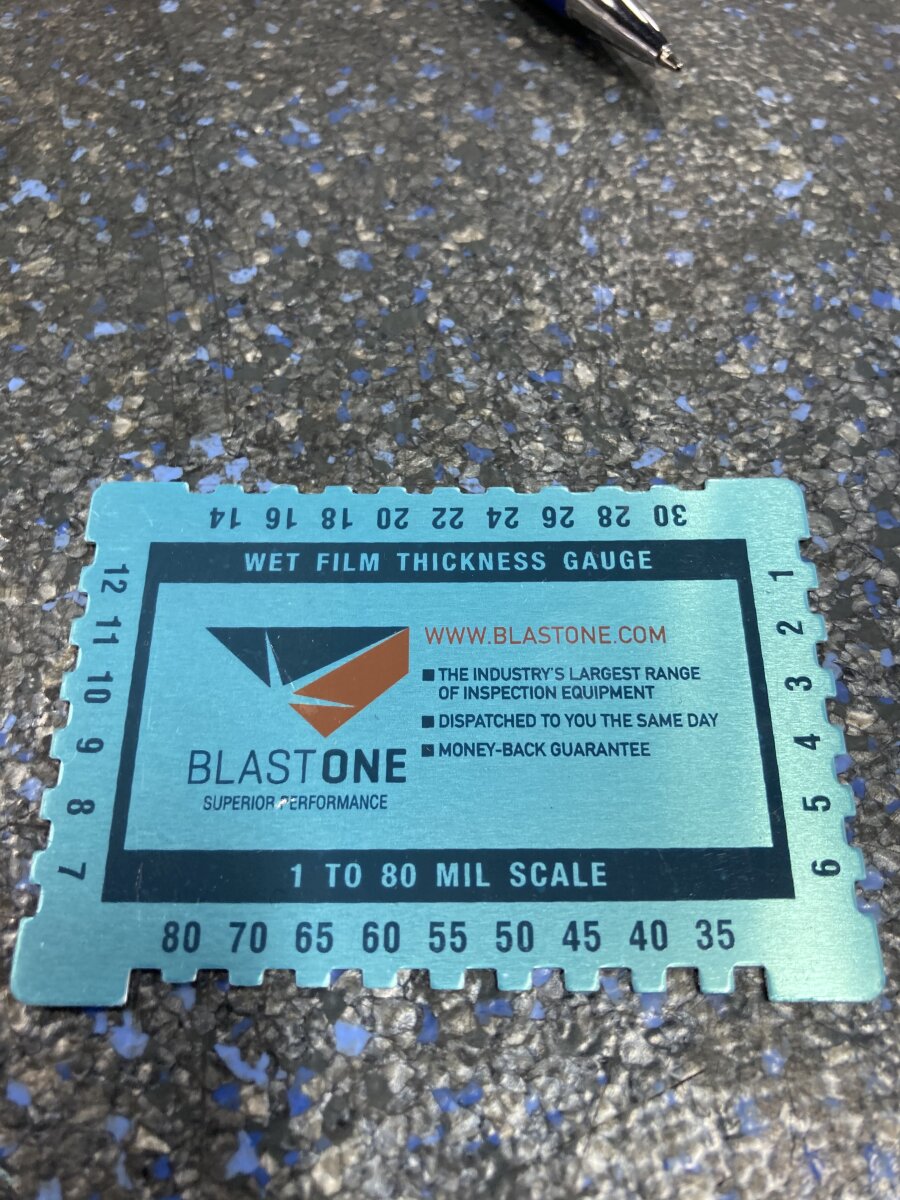 14 16 18 20 22 24 26 28 30
WET FILM THICKNESS GAUGE
12
11
10
9
8
7
1
2
3
4
5
6
WWW.BLASTONE.COM
THE INDUSTRY'S LARGEST RANGE
OF INSPECTION EQUIPMENT
DISPATCHED TO YOU THE SAME DAY
MONEY-BACK GUARANTEE
BLASTONE
SUPERIOR PERFORMANCE
1 TO 80 MIL SCALE
80 70 65 60 55 50 45 40 35